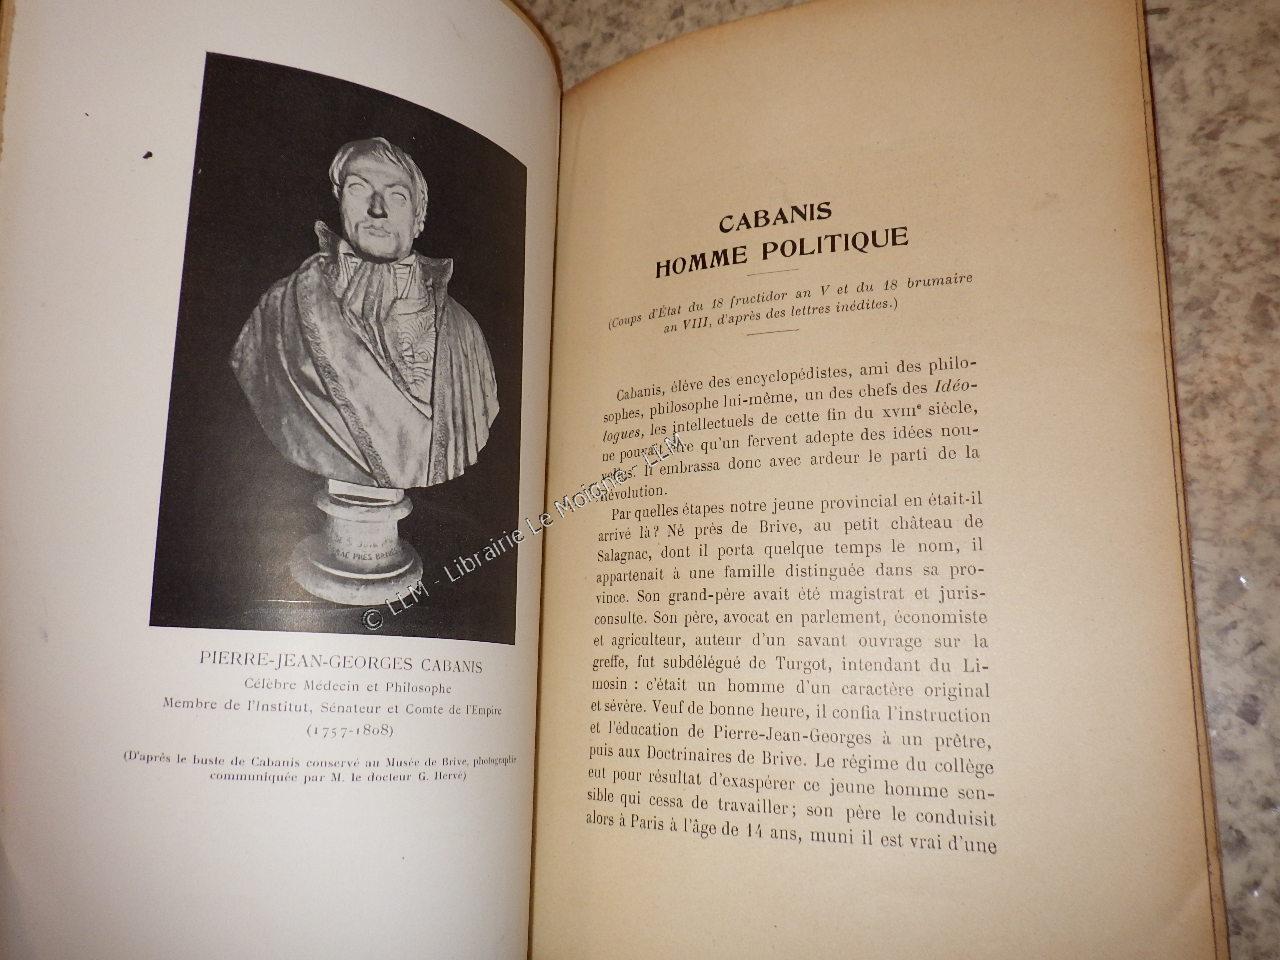 PRÈS BRIVE
PIERRE-JEAN-GEORGES CABANIS
Célèbre Médecin et Philosophe
Membre de l'Institut, Sénateur et Comte de l'Empire
(1757-1808)
(D'après le buste de Cabanis conservé au Musée de Brive, photographie
communiquée par M. le docteur G. Hervé)
© LLM - Librairie Le Moigne - LLM
CABANIS
HOMME POLITIQUE
(Coups d'État du 18 fructidor an V et du 18 brumaire
an VIII, d'après des lettres inédites.)
Cabanis, élève des encyclopédistes, ami des philo-
sophes, philosophe lui-même, un des chefs des Idéo-
logues, les intellectuels de cette fin du XVIIIe siècle,
ne pouvait être qu'un fervent adepte des idées nou-
velles. Il embrassa donc avec ardeur le parti de la
Révolution.
Par quelles étapes notre jeune provincial en était-il
arrivé là? Né près de Brive, au petit château de
Salagnac, dont il porta quelque temps le nom, il
appartenait à une famille distinguée dans sa pro-
vince. Son grand-père avait été magistrat et juris-
consulte. Son père, avocat en parlement, économiste
et agriculteur, auteur d'un savant ouvrage sur la
greffe, fut subdélégué de Turgot, intendant du Li-
mosin : c'était un homme d'un caractère original
et sévère. Veuf de bonne heure, il confia l'instruction
et l'éducation de Pierre-Jean-Georges à un prêtre,
puis aux Doctrinaires de Brive. Le régime du collège
eut pour résultat d'exaspérer ce jeune homme sen-
sible qui cessa de travailler; son père le conduisit
alors à Paris à l'âge de 14 ans, muni il est vrai d'une